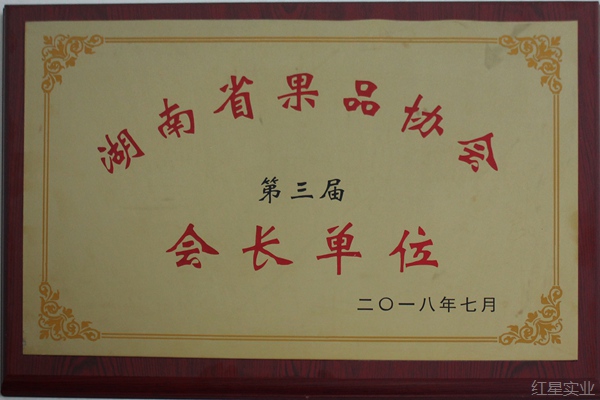 湖南省果品协会
第三届
会长单位
二〇一八年七月
红星实业